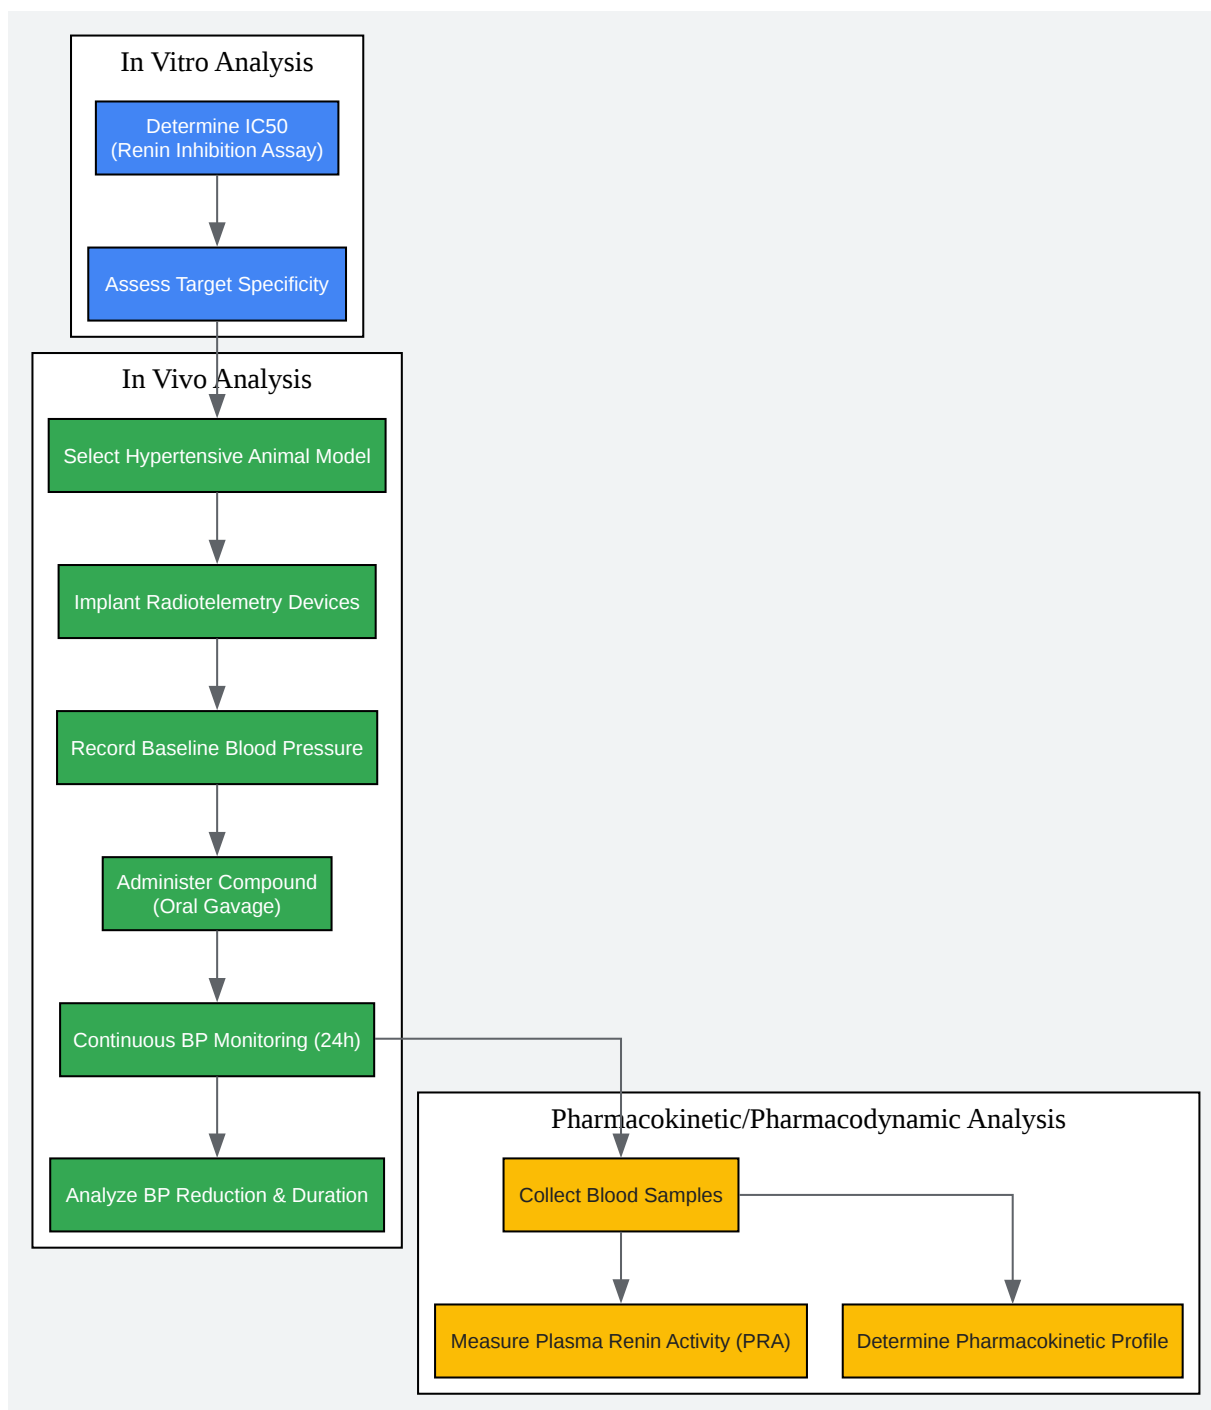 In Vitro Analysis
Determine IC50
(Renin Inhibition Assay)
Assess Target Specificity
In Vivo Analysis
Select Hypertensive Animal Model
Implant Radiotelemetry Devices
Record Baseline Blood Pressure
Administer Compound
(Oral Gavage)
Continuous BP Monitoring (24h)
Analyze BP Reduction & Duration
Pharmacokinetic/Pharmacodynamic Analysis
Collect Blood Samples
Measure Plasma Renin Activity (PRA)
Determine Pharmacokinetic Profile